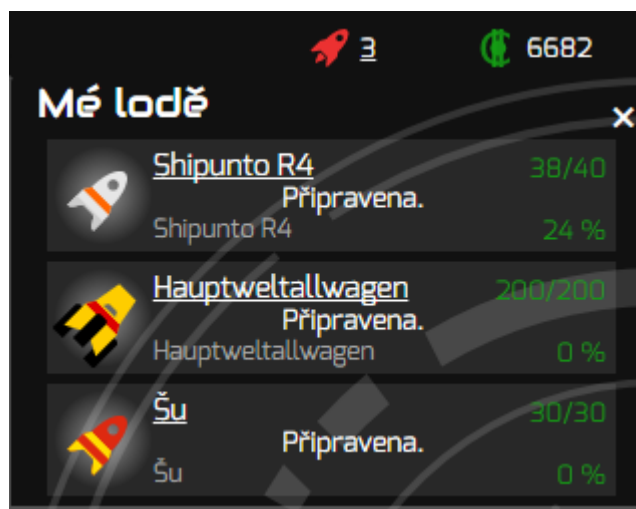 3 6682
Mé lodě
×
Shipunto R4 38/40
Připravena.
Shipunto R4 24 %
Hauptweltallwagen 200/200
Připravena.
Hauptweltallwagen 0 %
Šu 30/30
Připravena.
Šu 0 %